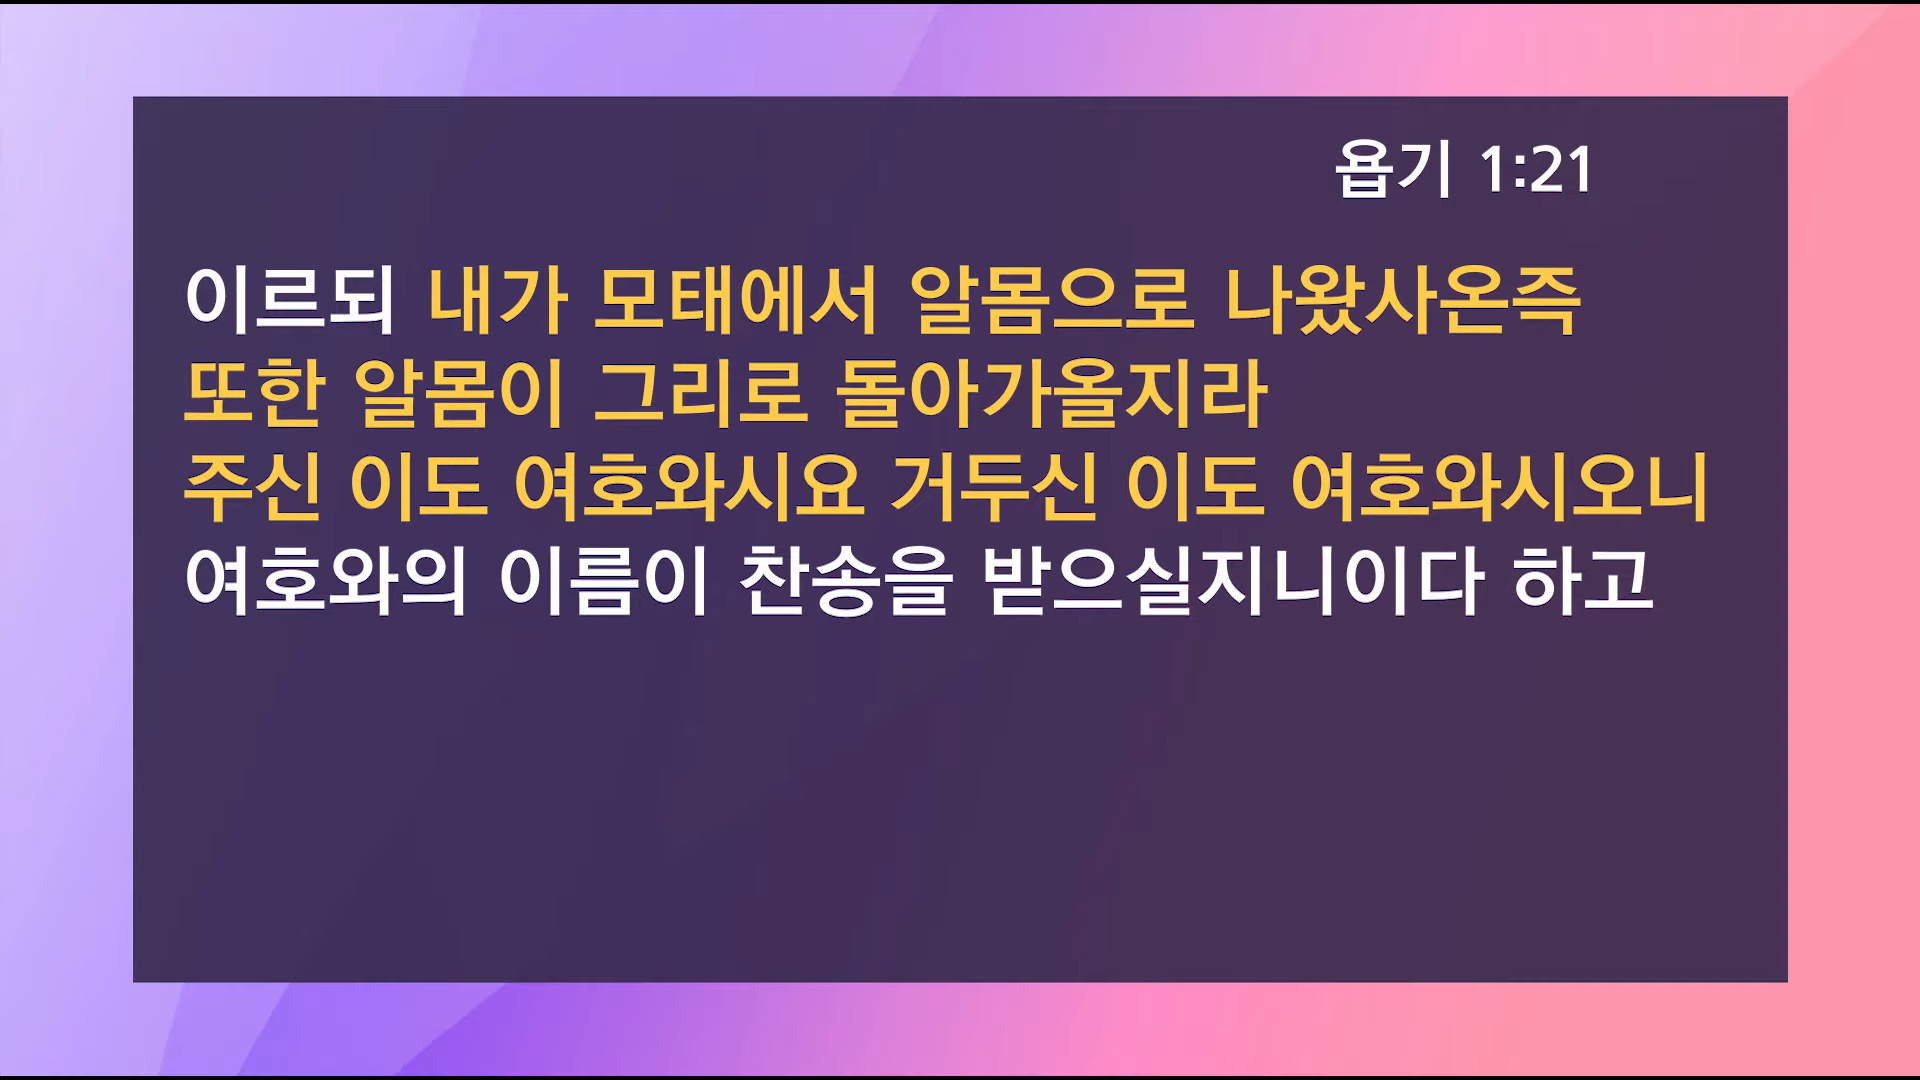 욥기 1:21
이르되 내가 모태에서 알몸으로 나왔사온즉
또한 알몸이 그리로 돌아가올지라
주신 이도 여호와시요 거두신 이도 여호와시오니
여호와의 이름이 찬송을 받으실지니이다 하고